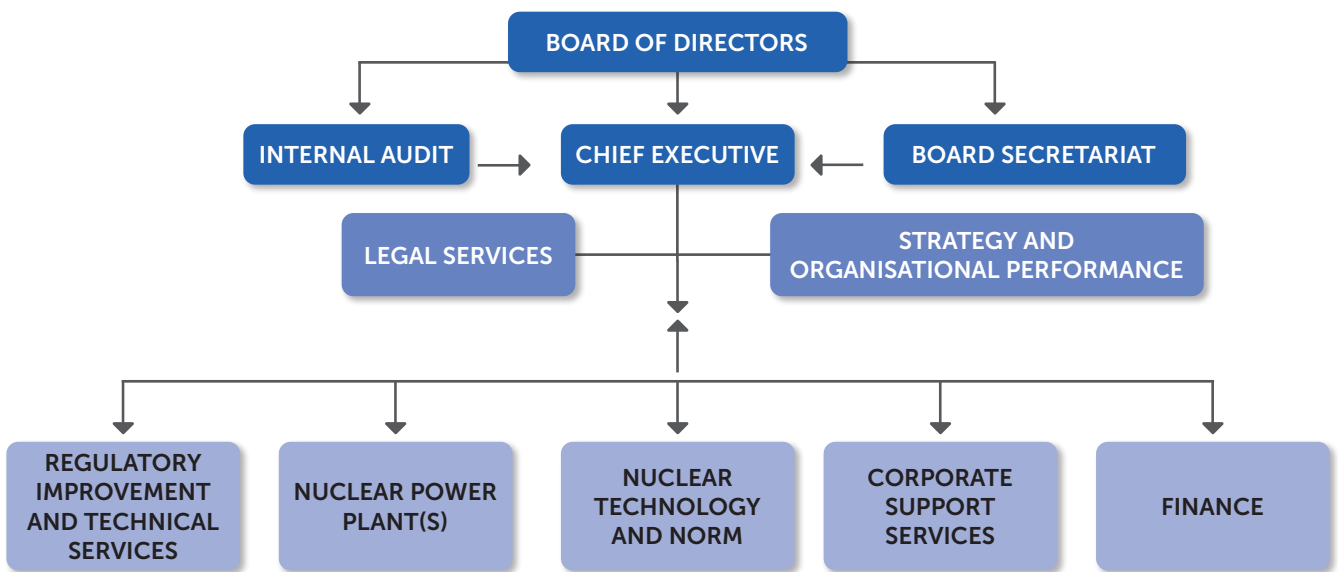 BOARD OF DIRECTORS
INTERNAL AUDIT
CHIEF EXECUTIVE
BOARD SECRETARIAT
LEGAL SERVICES
STRATEGY AND
ORGANISATIONAL PERFORMANCE
REGULATORY
IMPROVEMENT
AND TECHNICAL
SERVICES
NUCLEAR POWER
PLANT(S)
NUCLEAR
TECHNOLOGY
AND NORM
CORPORATE
SUPPORT
SERVICES
FINANCE